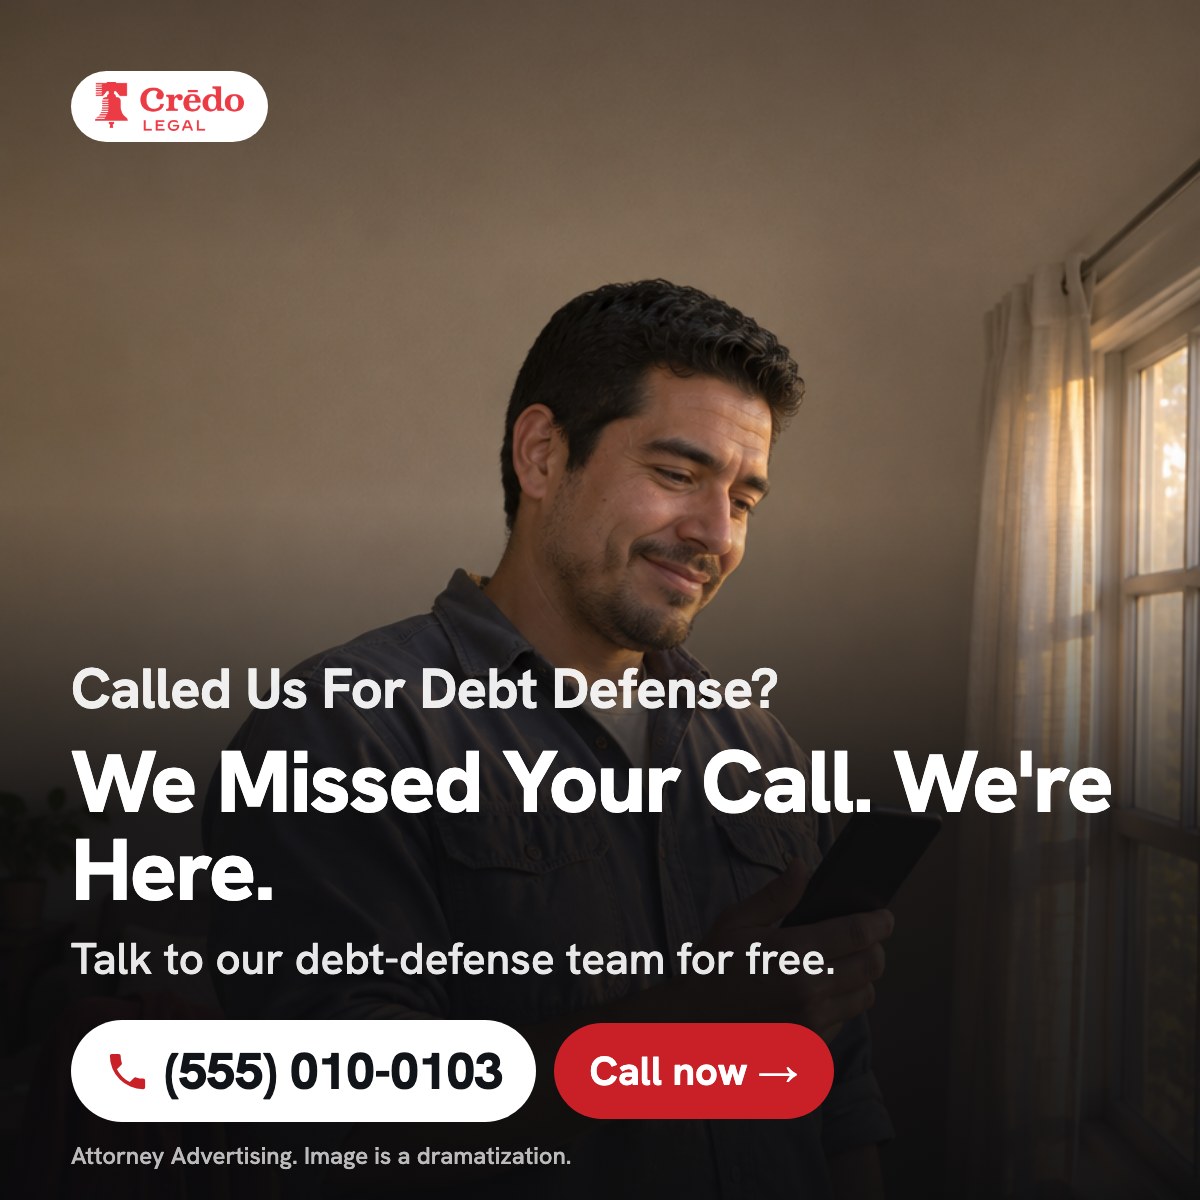 Crēdo
LEGAL
Called Us For Debt Defense?
We Missed Your Call. We're
Here.
Talk to our debt-defense team for free.
(555) 010-0103
Call now →
Attorney Advertising. Image is a dramatization.